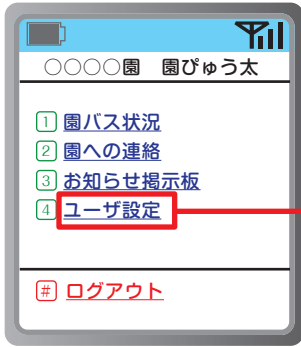 ○○○○園 園ぴゅう太
1 園バス状況
2 園への連絡
3 お知らせ掲示板
4 ユーザ設定
# ログアウト